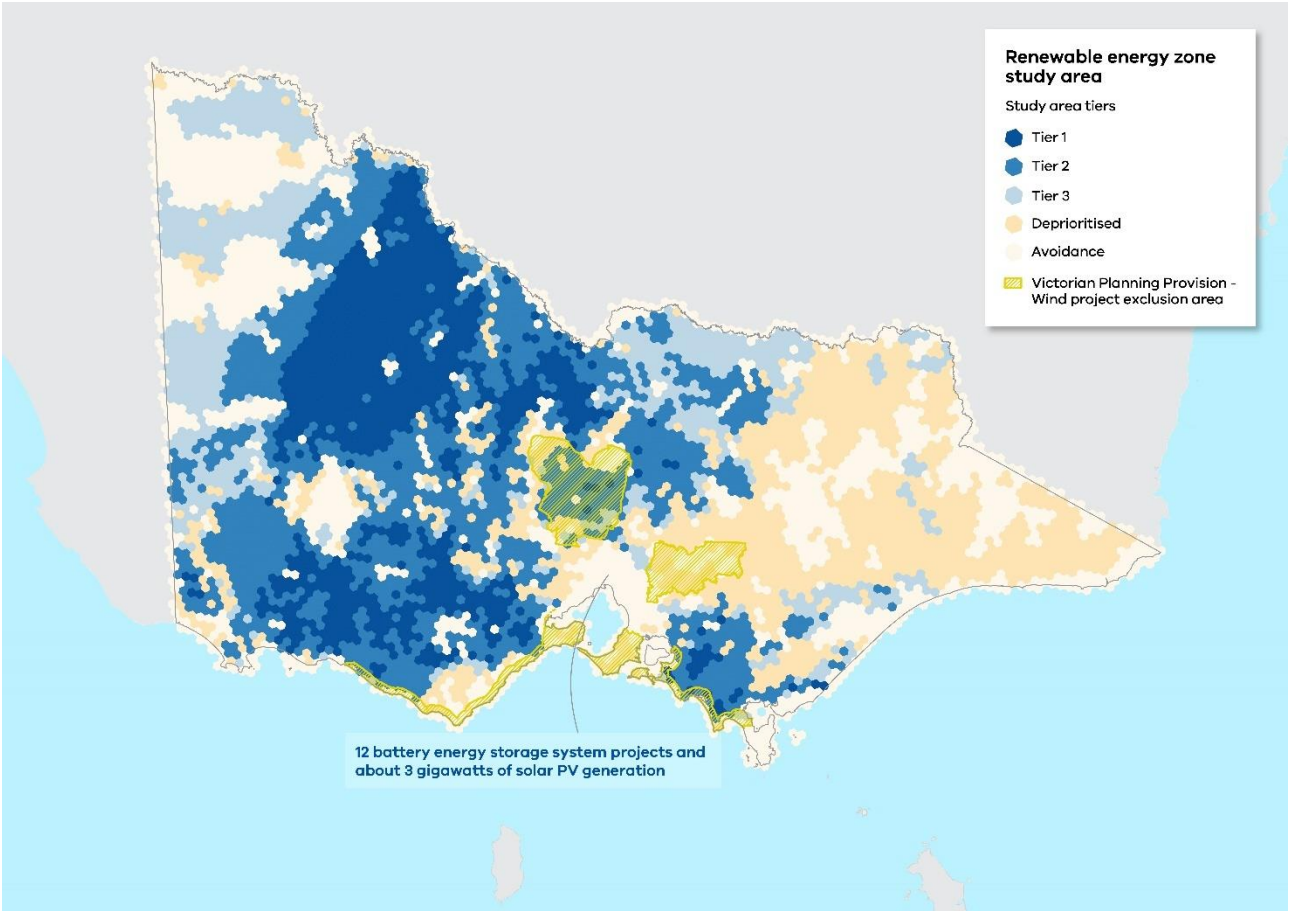 Renewable energy zone
study area
Study area tiers
Tier 1
Tier 2
Tier 3
Deprioritised
Avoidance
Victorian Planning Provision -
Wind project exclusion area
12 battery energy storage system projects and
about 3 gigawatts of solar PV generation